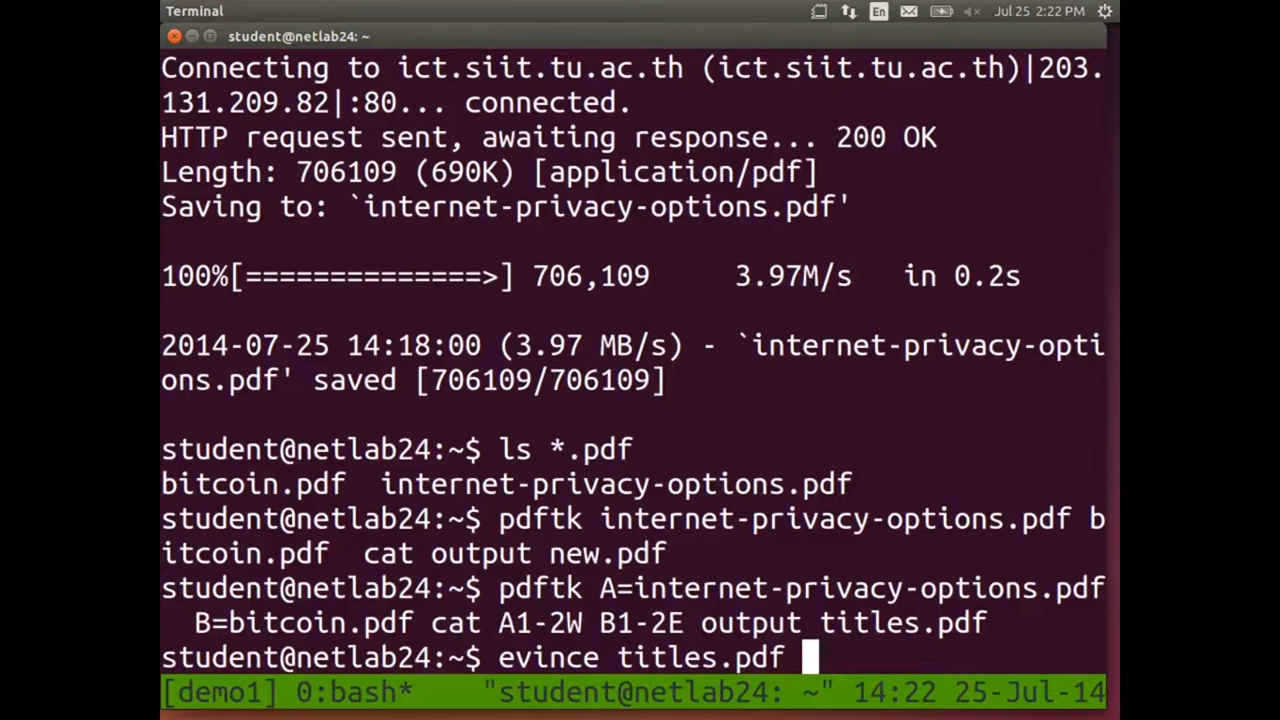 Terminal
En
Jul 25 2:22 PM
student@netlab24: ~
Connecting to ict.siit.tu.ac.th (ict.siit.tu.ac.th)|203.
131.209.82|:80... connected.
HTTP request sent, awaiting response... 200 OK
Length: 706109 (690K) [application/pdf]
Saving to: `internet-privacy-options.pdf'
100%[==============>] 706,109     3.97M/s   in 0.2s
2014-07-25 14:18:00 (3.97 MB/s) - `internet-privacy-opti
ons.pdf' saved [706109/706109]
student@netlab24:~$ ls *.pdf
bitcoin.pdf  internet-privacy-options.pdf
student@netlab24:~$ pdftk internet-privacy-options.pdf b
itcoin.pdf  cat output new.pdf
student@netlab24:~$ pdftk A=internet-privacy-options.pdf
  B=bitcoin.pdf cat A1-2W B1-2E output titles.pdf
student@netlab24:~$ evince titles.pdf
[demo1] 0:bash*    "student@netlab24: ~" 14:22 25-Jul-14